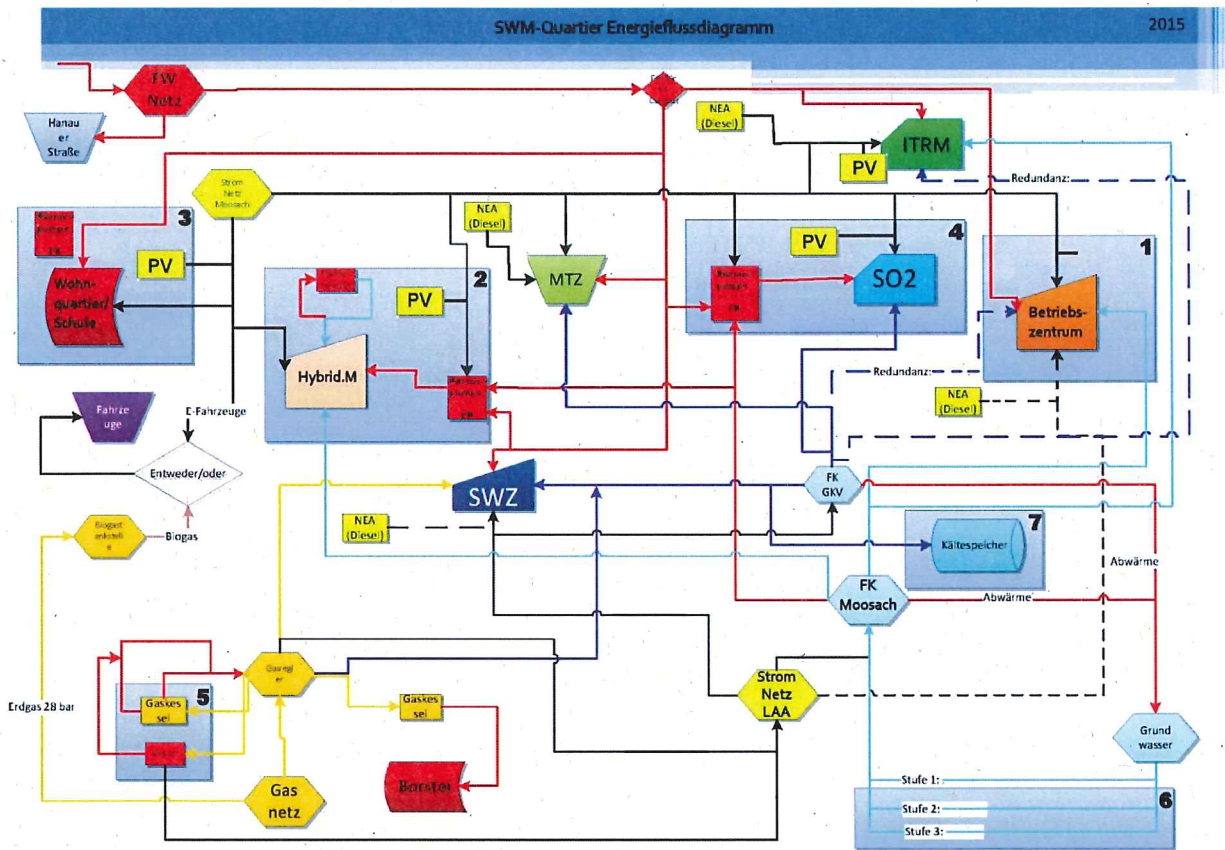 SWM-Quartier Energieflussdiagramm
2015
FW
Netz
Hanau
er
Straße
NEA
(Diesel)
ITRM
PV
Redundanz:
Strom
Netz
Moosach
3
PV
Wohn-
quartier/
Schule
NEA
(Diesel)
MTZ
2
PV
Hybrid.M
4
PV
SO2
1
Betriebs-
zentrum
Redundanz:
NEA
(Diesel)
Fahrze
uge
E-Fahrzeuge
Entweder/oder
Biogas
Biogast
ankstell
e
SWZ
NEA
(Diesel)
FK
GKV
7
Kältespeicher
Abwärme
FK
Moosach
Abwärme
Erdgas 28 bar
5
Gaskes
sel
Gasregl
er
Gaskes
sel
Borstei
Gas
netz
Strom
Netz
LAA
Grund
wasser
Stufe 1:
Stufe 2:
Stufe 3:
6